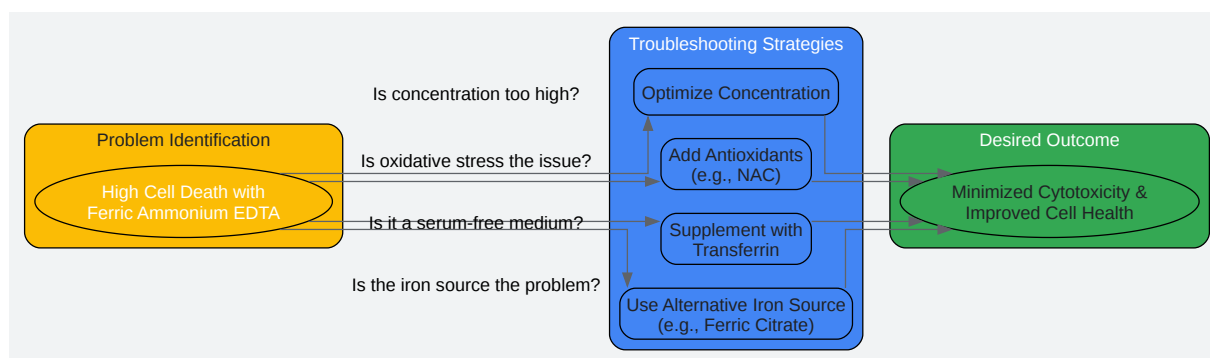 Problem Identification
High Cell Death with
Ferric Ammonium EDTA
Is concentration too high?
Is oxidative stress the issue?
Is it a serum-free medium?
Is the iron source the problem?
Troubleshooting Strategies
Optimize Concentration
Add Antioxidants
(e.g., NAC)
Supplement with
Transferrin
Use Alternative Iron Source
(e.g., Ferric Citrate)
Desired Outcome
Minimized Cytotoxicity &
Improved Cell Health